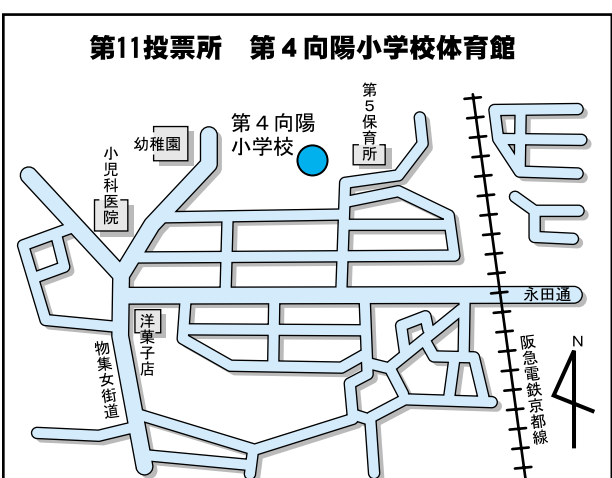 第11投票所　第４向陽小学校体育館
第５保育所
第４向陽
小学校
幼稚園
小児科医院
永田通
洋菓子店
物集女街道
阪急電鉄京都線
N